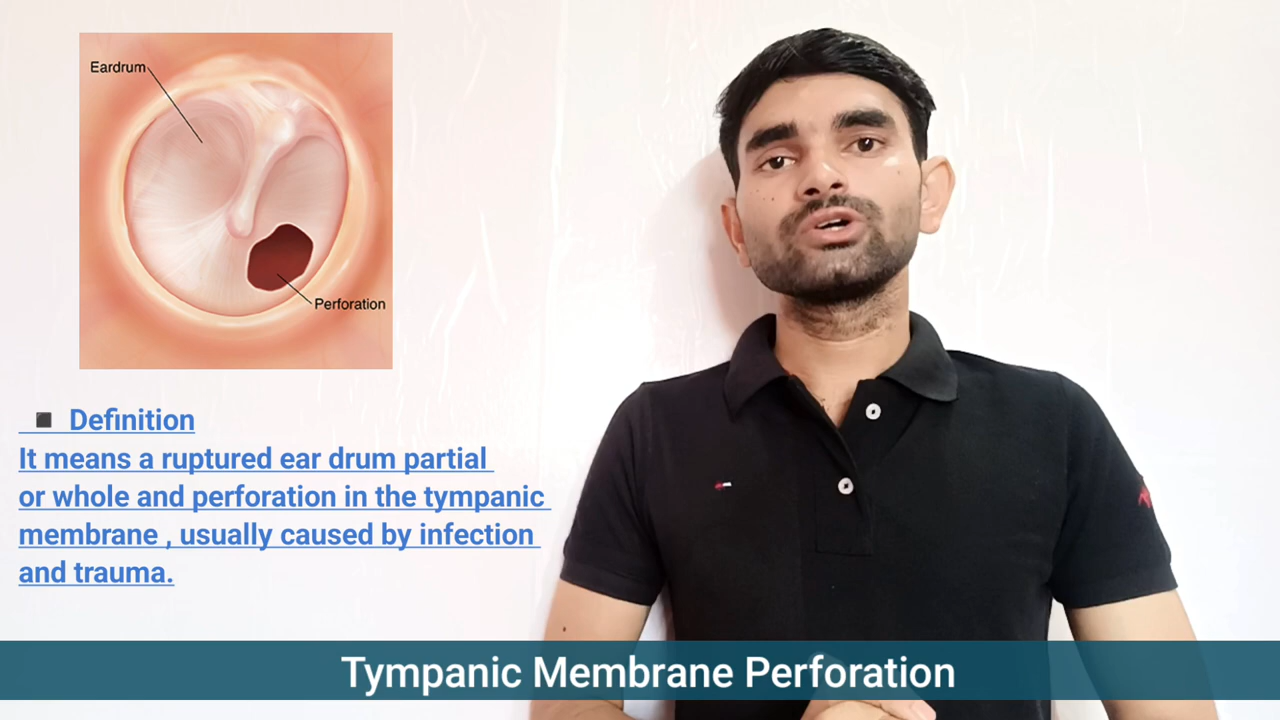 Eardrum
Perforation
◾ Definition
It means a ruptured ear drum partial
or whole and perforation in the tympanic
membrane , usually caused by infection
and trauma.
Tympanic Membrane Perforation